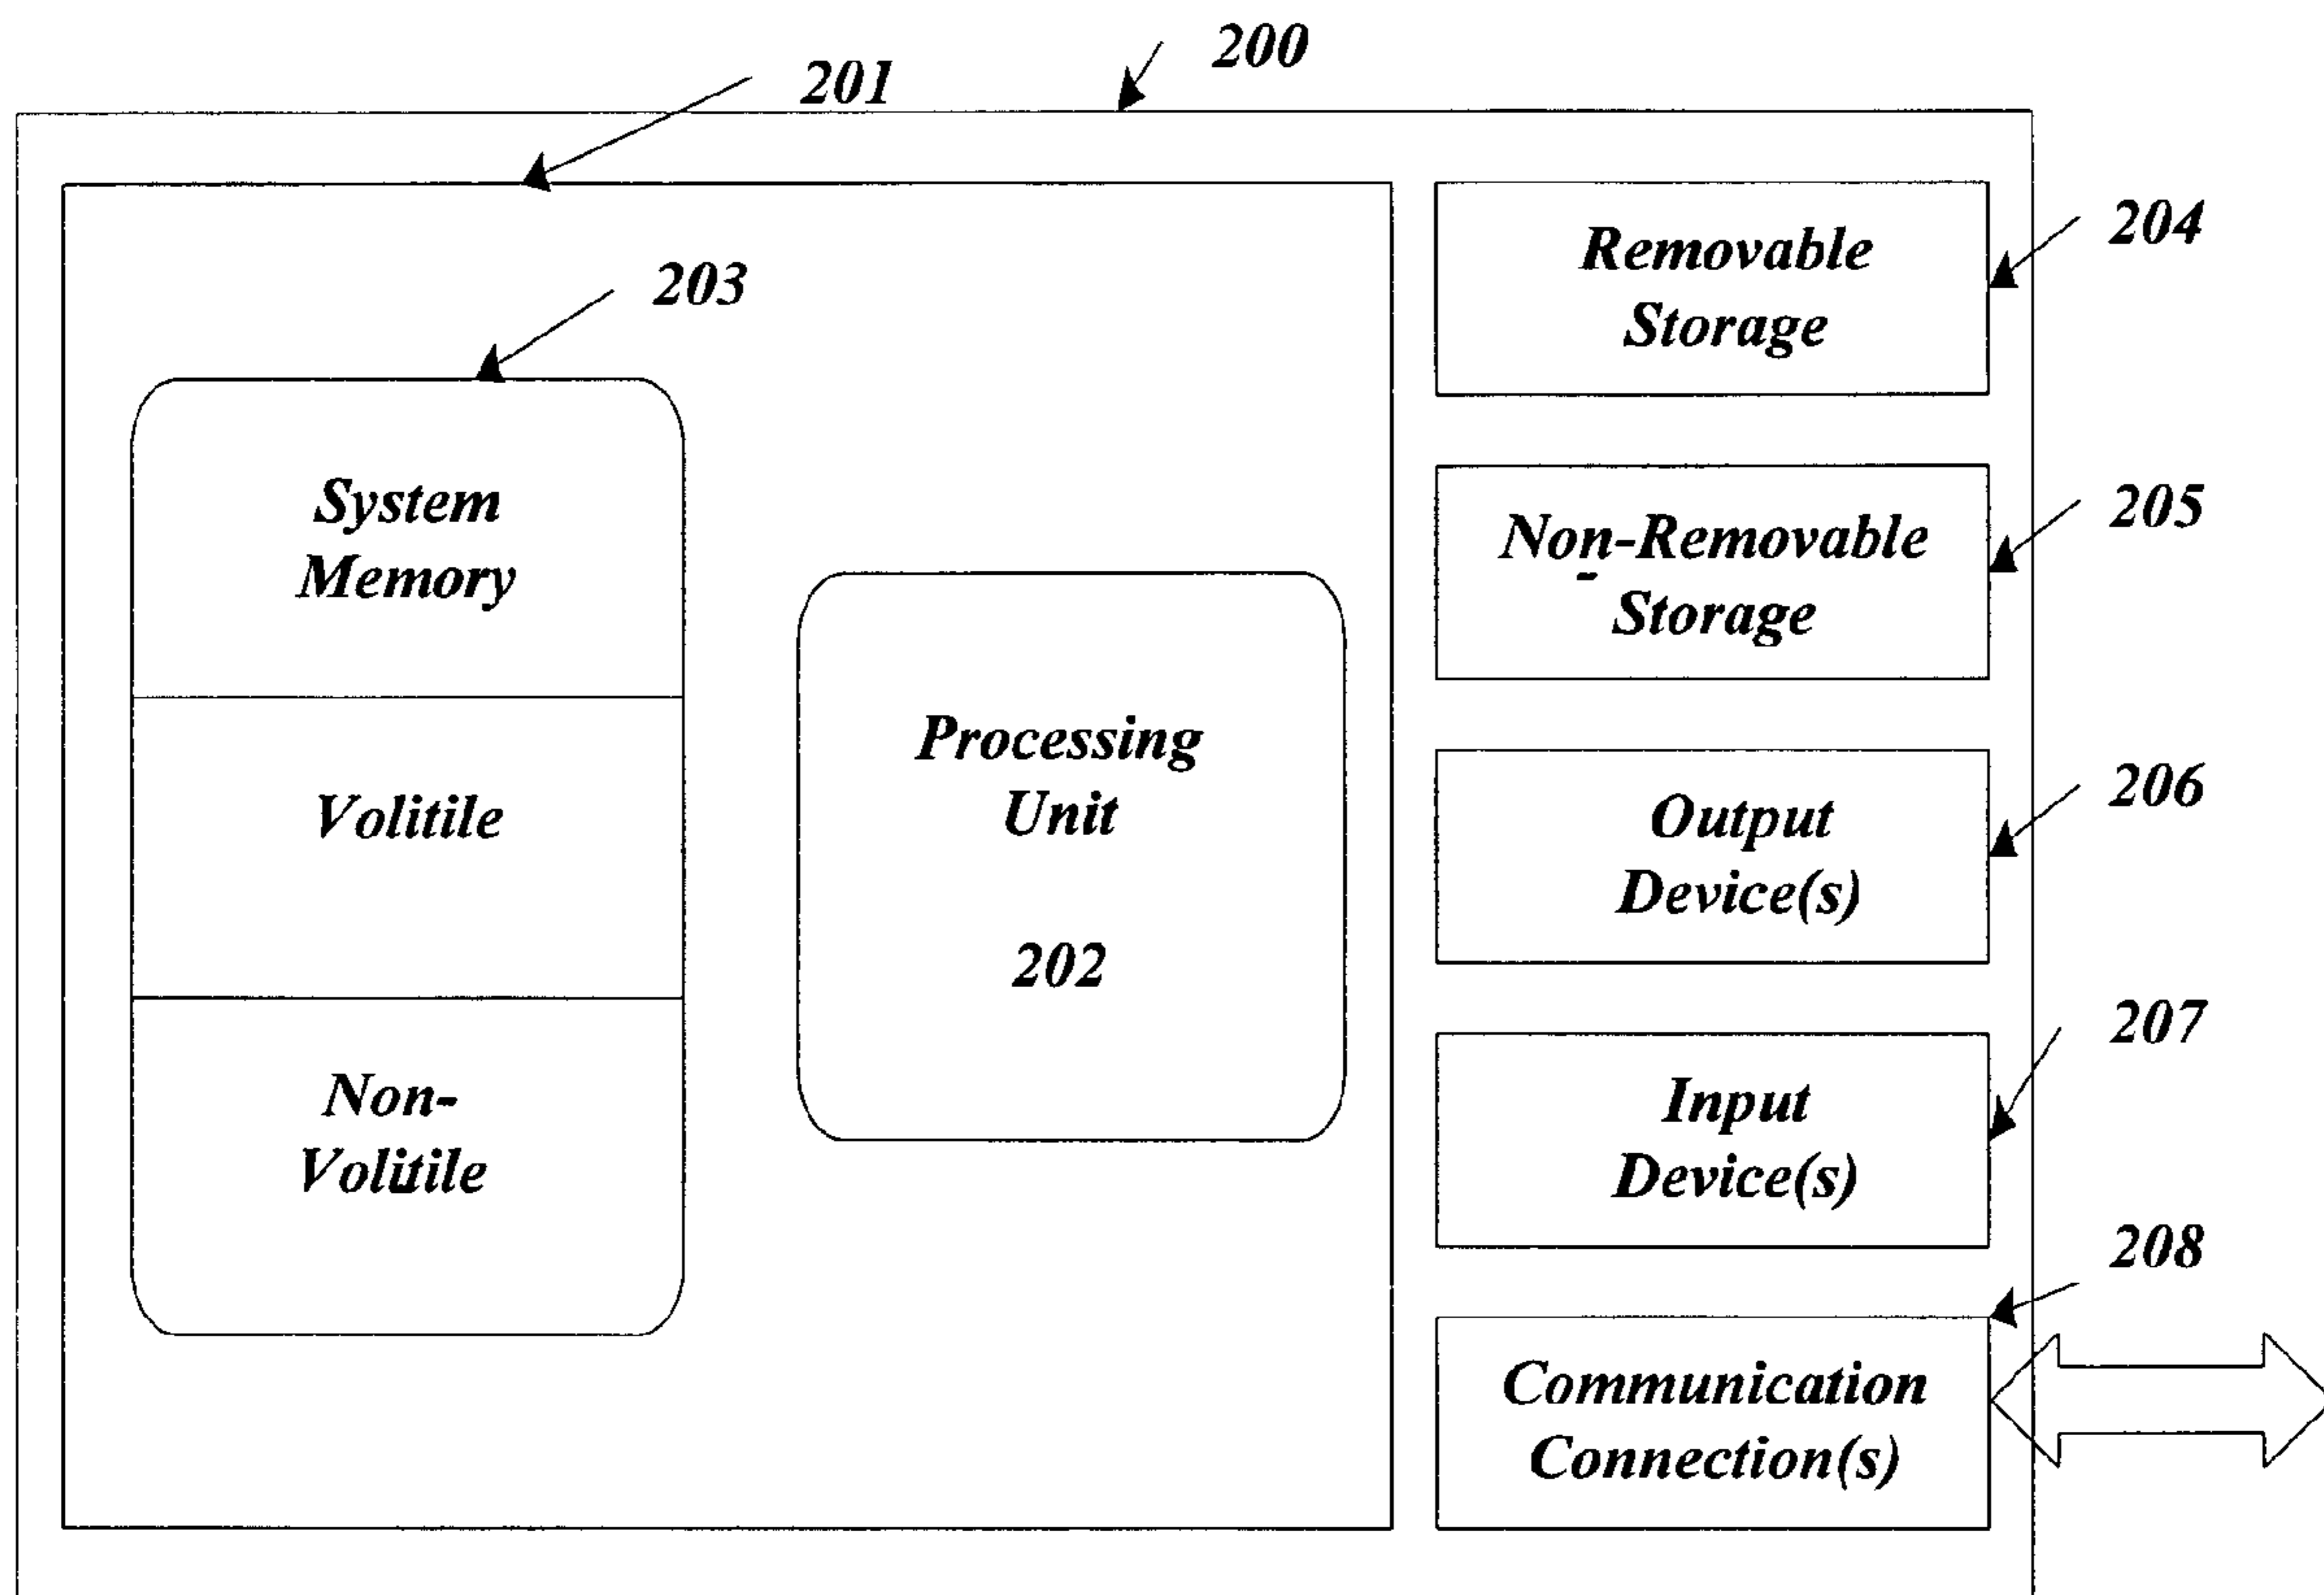 200
201
203
System
Memory
Volitile
Non-
Volitile
Processing
Unit
202
Removable
Storage
204
Non-Removable
Storage
205
Output
Device(s)
206
Input
Device(s)
207
Communication
Connection(s)
208